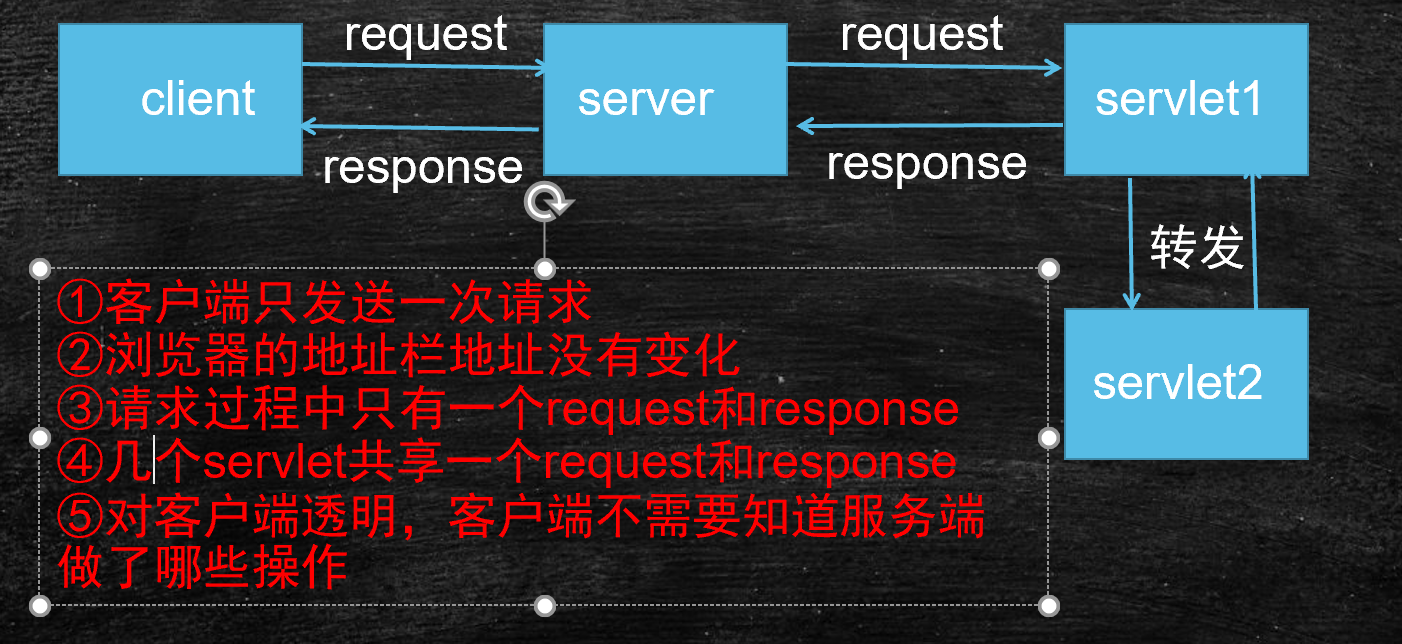 request
request
client
server
servlet1
response
response
转发
①客户端只发送一次请求
②浏览器的地址栏地址没有变化
③请求过程中只有一个request和response
servlet2
④几个servlet共享一个request和response
⑤对客户端透明，客户端不需要知道服务端
做了哪些操作